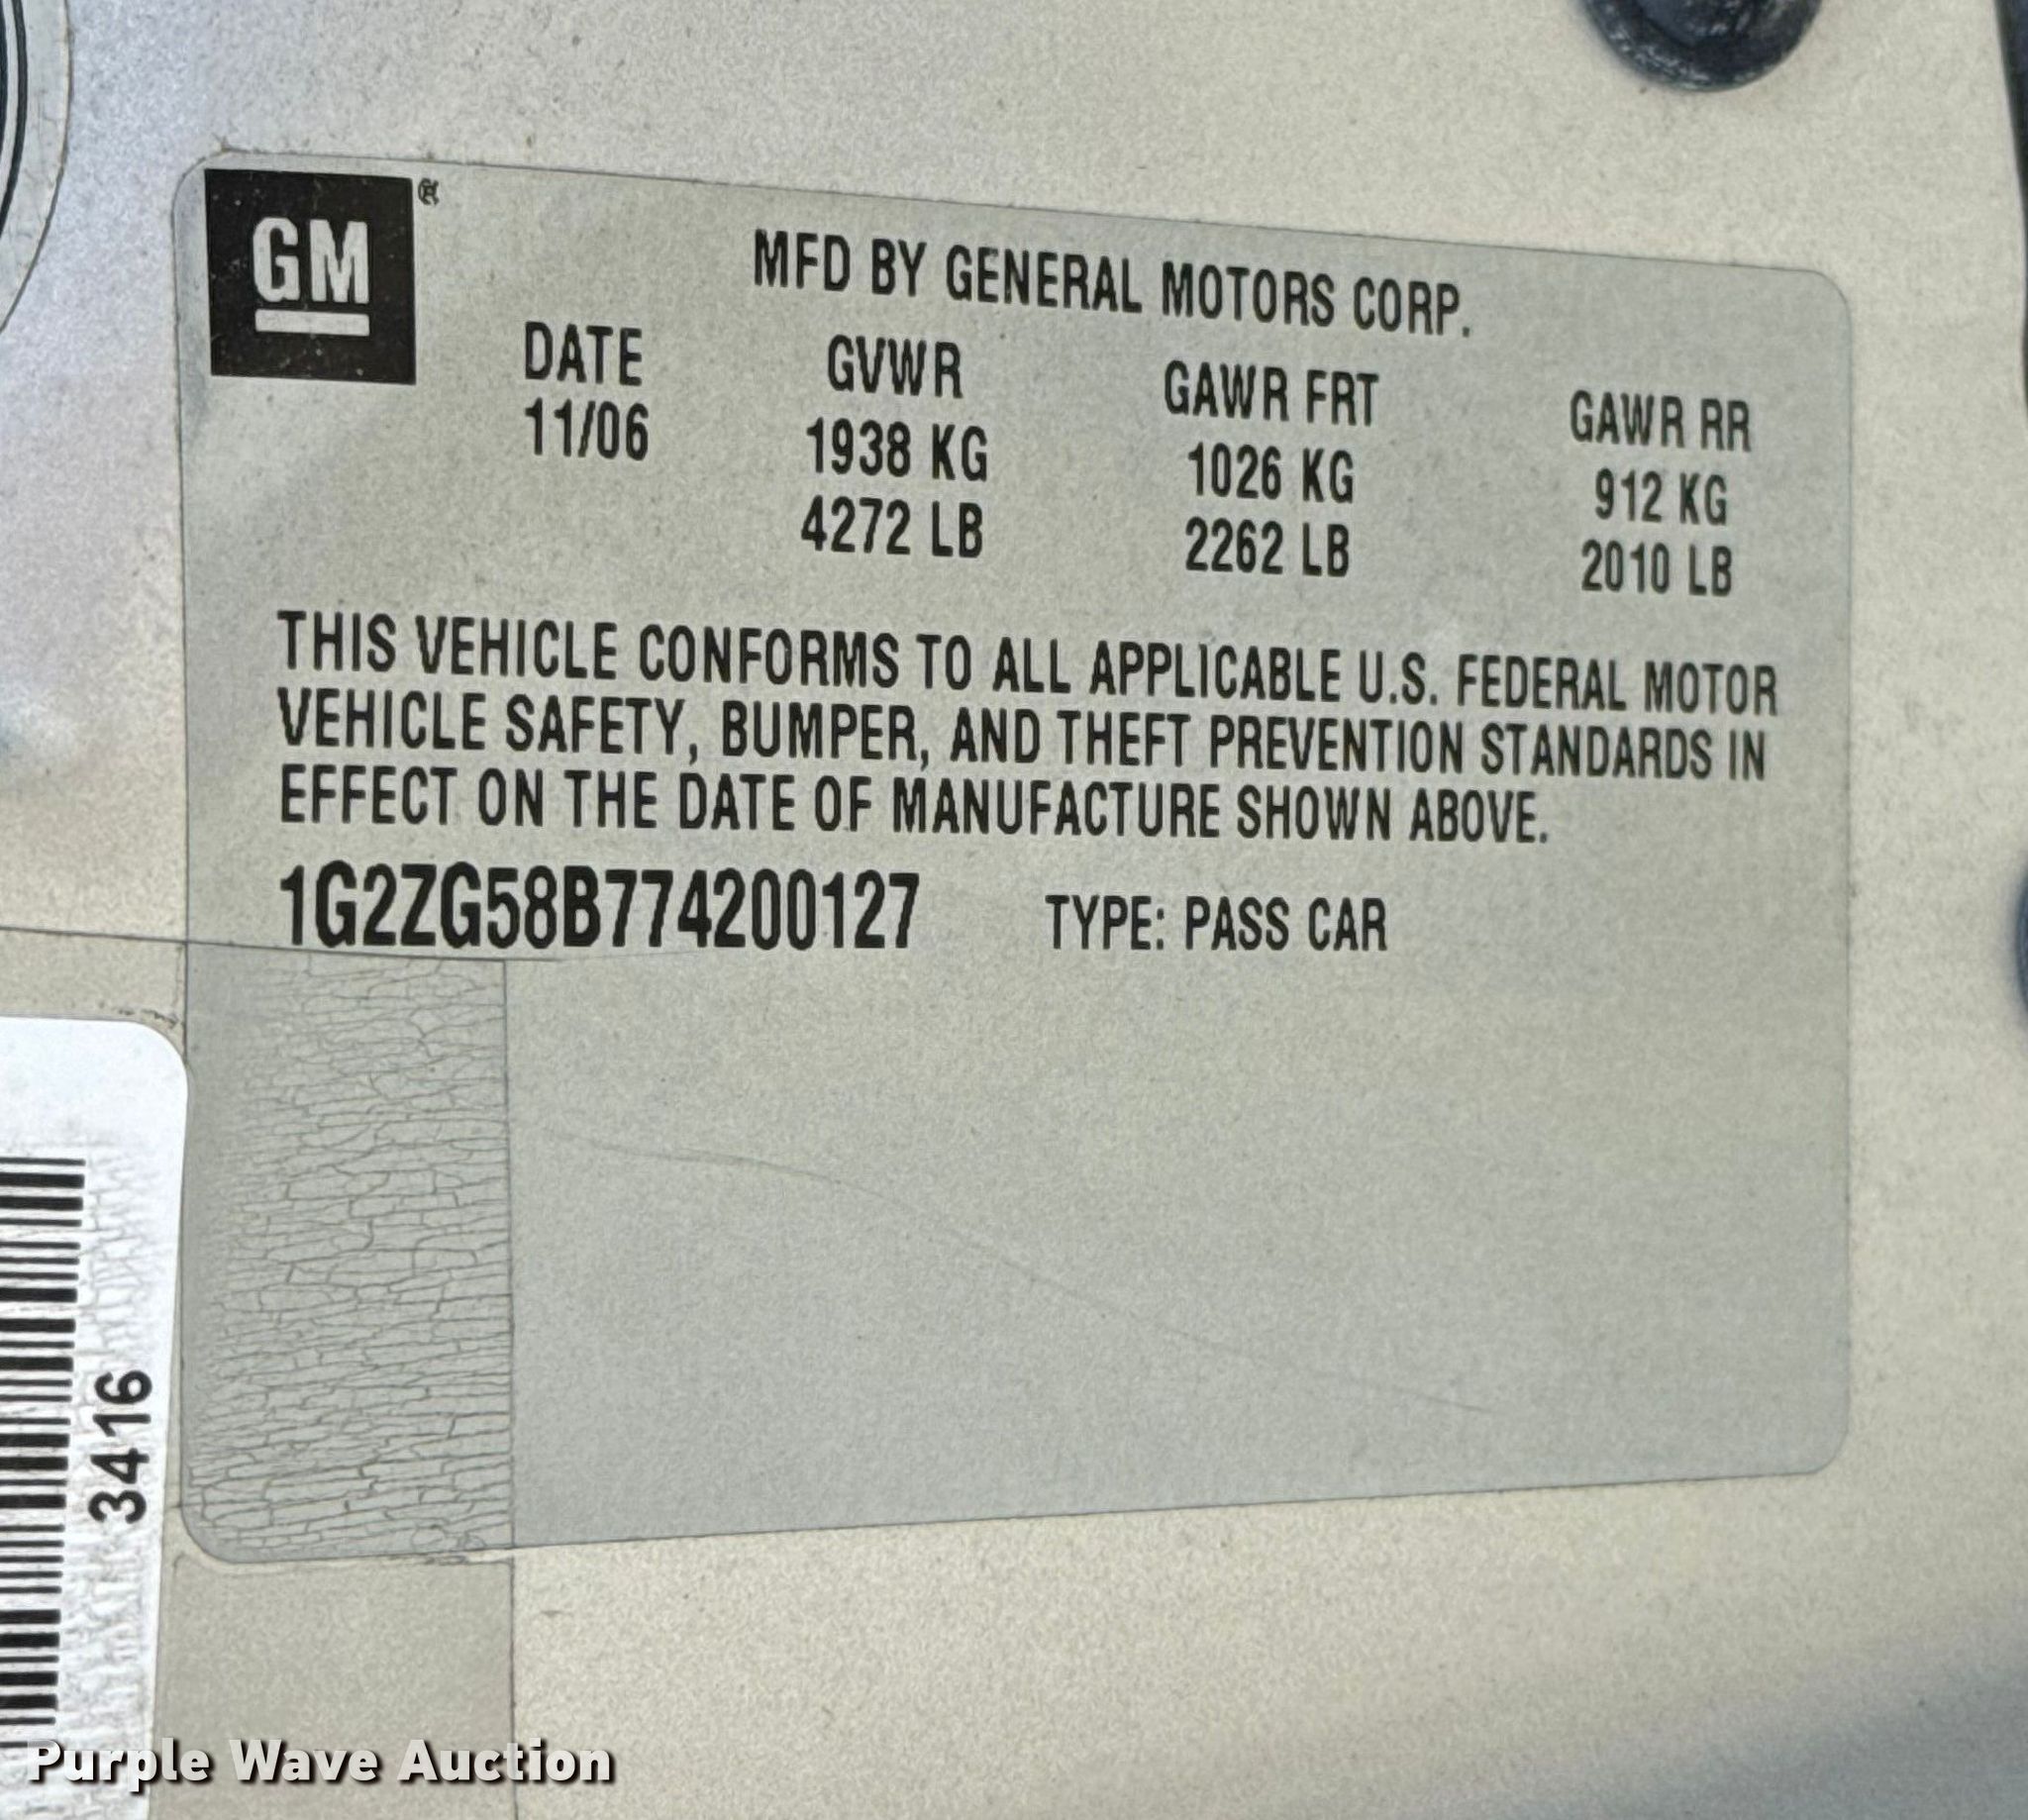 GM®
MFD BY GENERAL MOTORS CORP.
DATE GVWR GAWR FRT GAWR RR
11/06 1938 KG 1026 KG 912 KG
4272 LB 2262 LB 2010 LB
THIS VEHICLE CONFORMS TO ALL APPLICABLE U.S. FEDERAL MOTOR
VEHICLE SAFETY, BUMPER, AND THEFT PREVENTION STANDARDS IN
EFFECT ON THE DATE OF MANUFACTURE SHOWN ABOVE.
1G2ZG58B774200127 TYPE: PASS CAR
3416
Purple Wave Auction